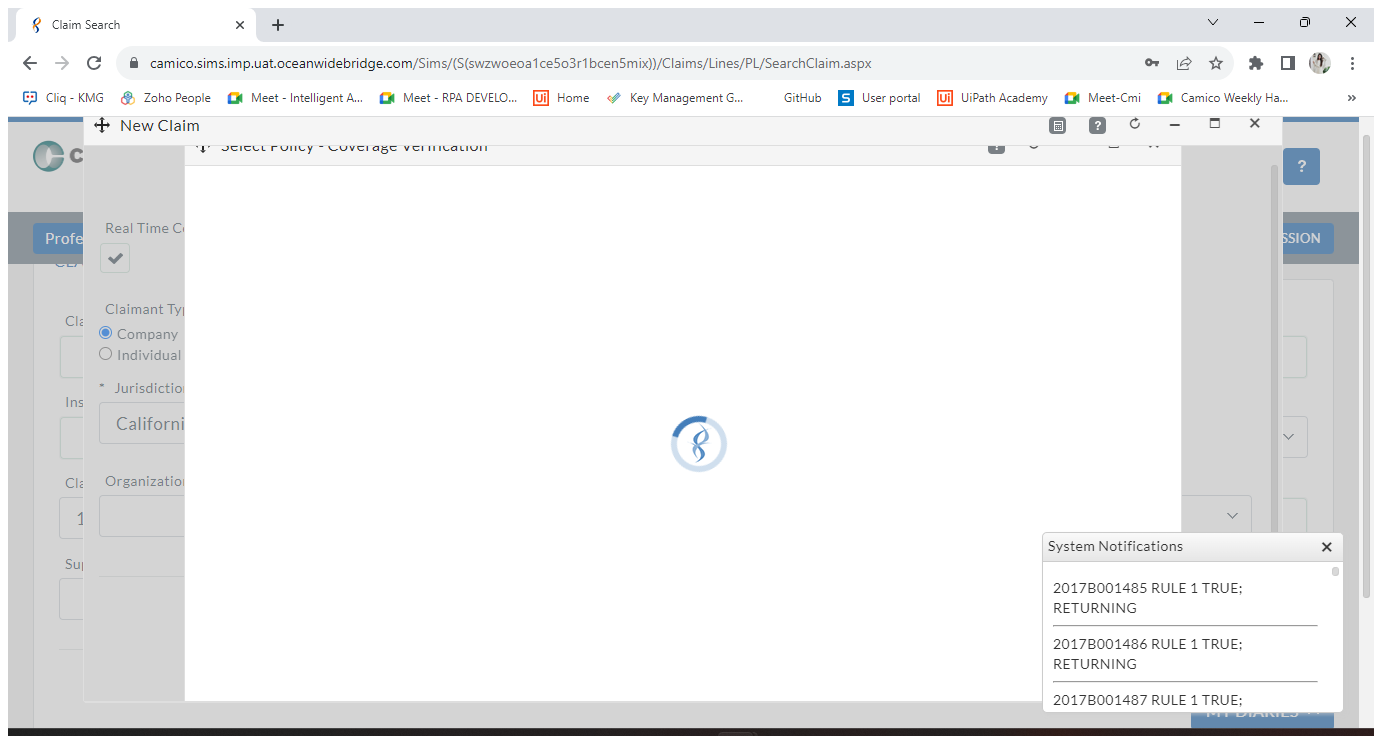 Claim Search
camico.sims.imp.uat.oceanwidebridge.com/Sims/(S(swzwoeoa1ce5o3r1bcen5mix))/Claims/Lines/PL/SearchClaim.aspx
Cliq - KMG Zoho People Meet - Intelligent A... Meet - RPA DEVELO... Ui Home Key Management G... GitHub S User portal Ui UiPath Academy Meet-Cmi Camico Weekly Ha... »
New Claim ?
Select Policy - Coverage Verification
C ?
Real Time Co
Profe SSION
Claimant Typ
Cla
Company
Individual
* Jurisdiction
Ins
Californi
Organization
Cla
1
System Notifications
Sup
2017B001485 RULE 1 TRUE;
RETURNING
2017B001486 RULE 1 TRUE;
RETURNING
2017B001487 RULE 1 TRUE;
MY DIARIES